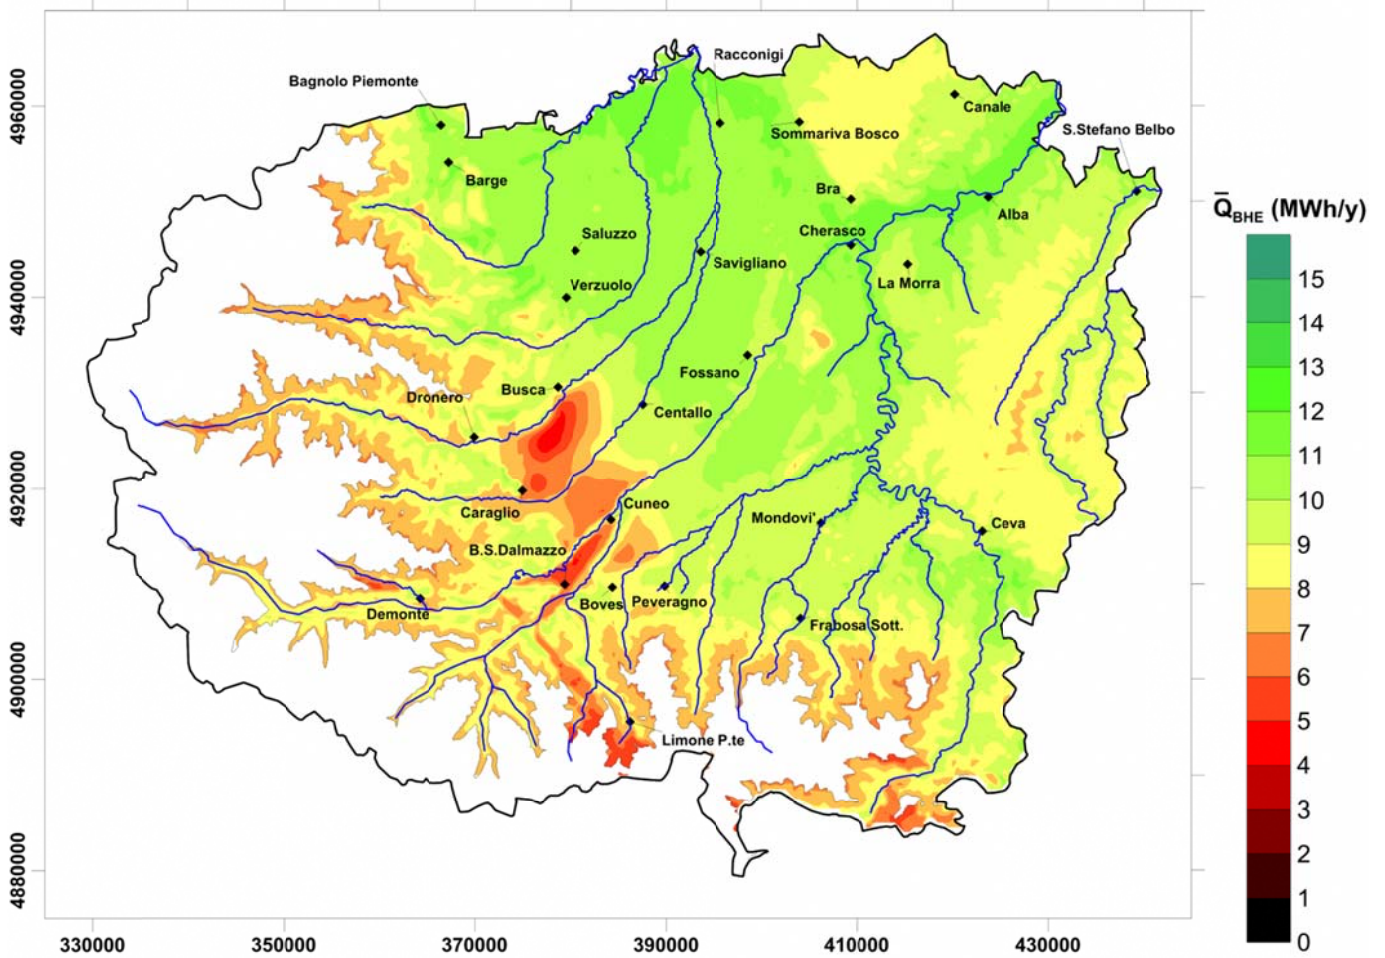 Racconigi
Bagnolo Piemonte
Canale
Sommariva Bosco
S.Stefano Belbo
Barge
Bra
Alba
Cherasco
Saluzzo
Savigliano
La Morra
Verzuolo
Fossano
Busca
Dronero
Centallo
Caraglio
Cuneo
Mondovi'
Ceva
B.S.Dalmazzo
Demonte
Boves
Peveragno
Frabosa Sott.
Limone P.te
4960000
4940000
4920000
4900000
4880000
330000
350000
370000
390000
410000
430000
Q̅BHE (MWh/y)
15
14
13
12
11
10
9
8
7
6
5
4
3
2
1
0